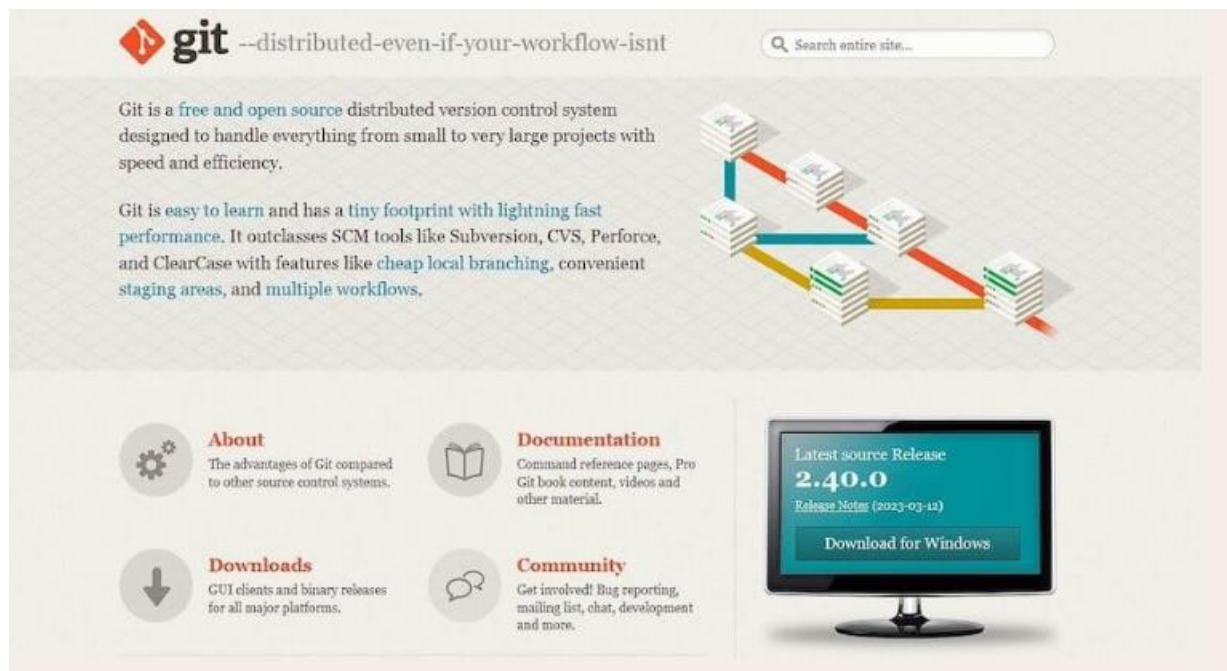 git --distributed-even-if-your-workflow-isnt
Search entire site...
Git is a free and open source distributed version control system
designed to handle everything from small to very large projects with
speed and efficiency.
Git is easy to learn and has a tiny footprint with lightning fast
performance. It outclasses SCM tools like Subversion, CVS, Perforce,
and ClearCase with features like cheap local branching, convenient
staging areas, and multiple workflows.
About
The advantages of Git compared
to other source control systems.
Documentation
Command reference pages, Pro
Git book content, videos and
other material.
Downloads
GUI clients and binary releases
for all major platforms.
Community
Get involved! Bug reporting,
mailing list, chat, development
and more.
Latest source Release
2.40.0
Release Notes (2023-03-12)
Download for Windows